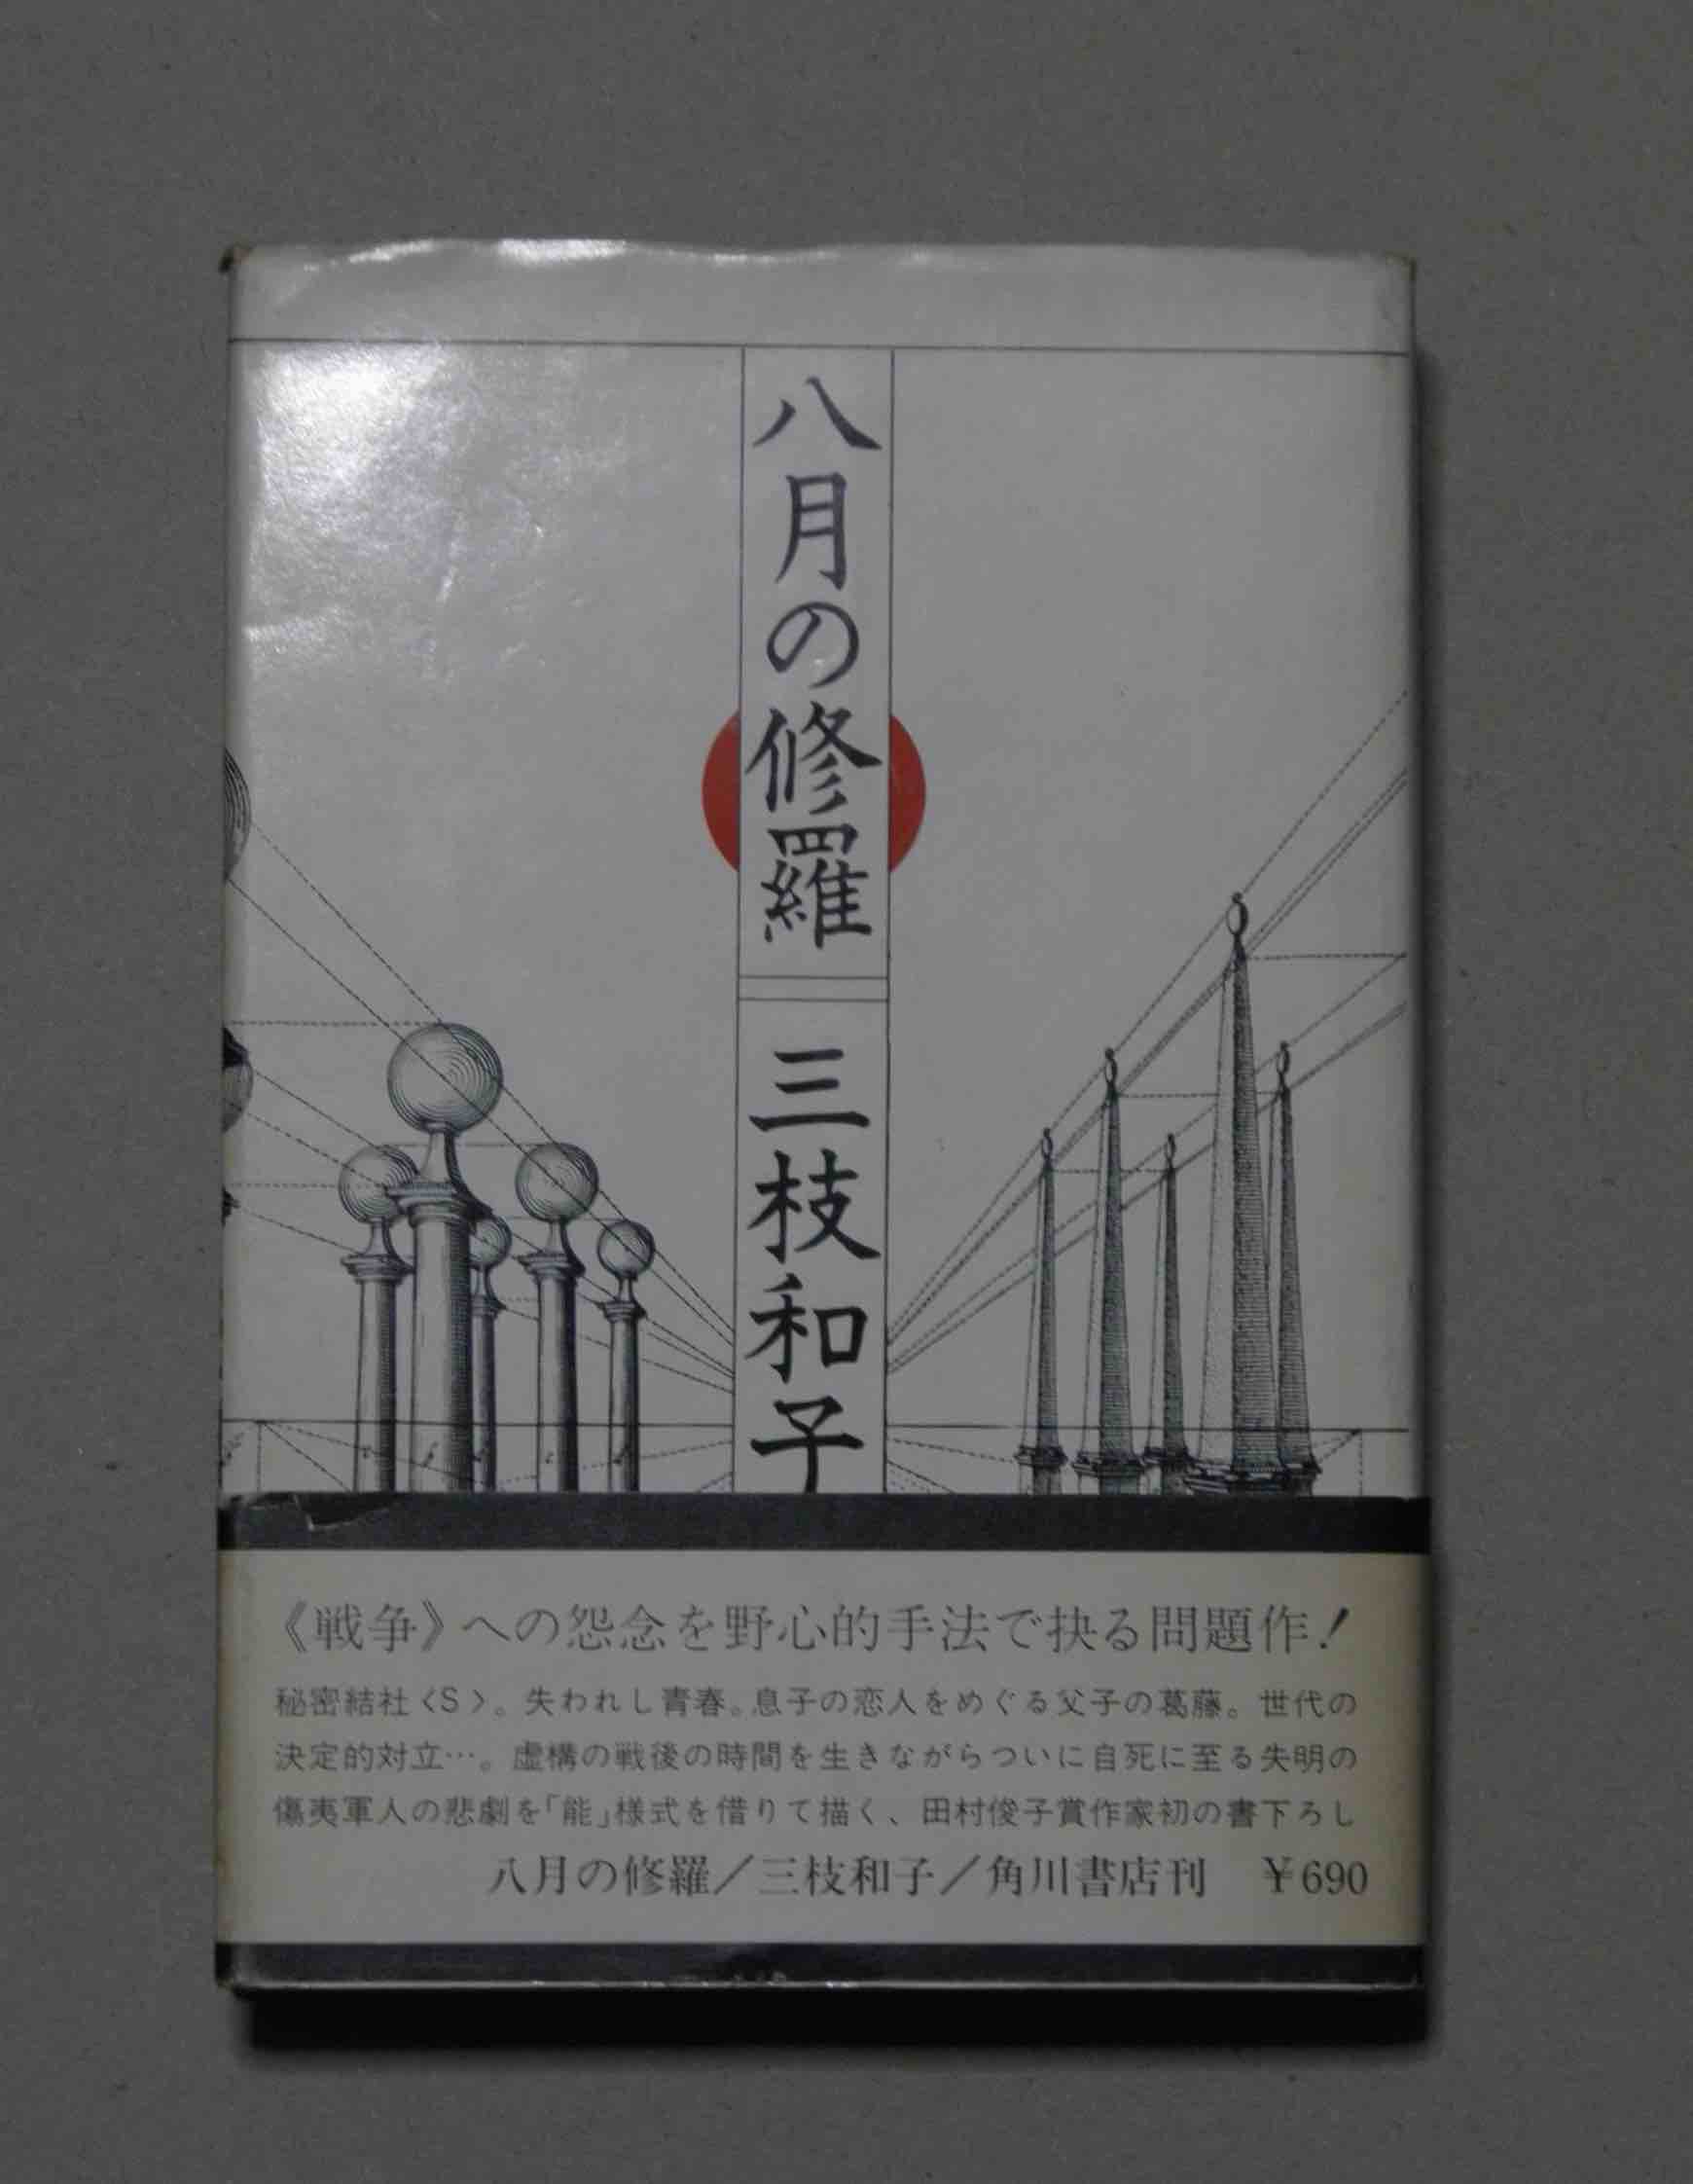 八月の修羅
三枝和子
《戦争》への怨念を野心的手法で抉る問題作！
秘密結社〈S〉。失われし青春。息子の恋人をめぐる父子の葛藤。世代の
決定的対立…。虚構の戦後の時間を生きながらついに自死に至る失明の
傷夷軍人の悲劇を「能」様式を借りて描く、田村俊子賞作家初の書下ろし
八月の修羅／三枝和子／角川書店刊　￥690